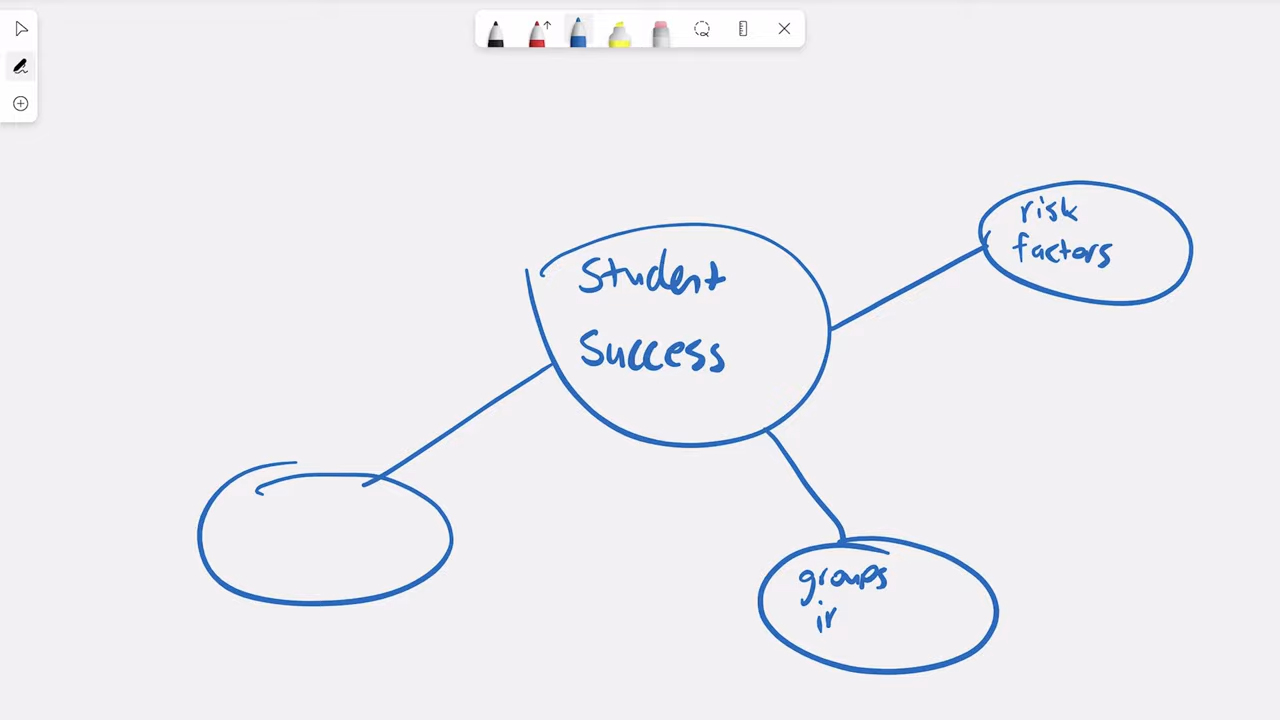 risk
factors
Student
Success
groups
in